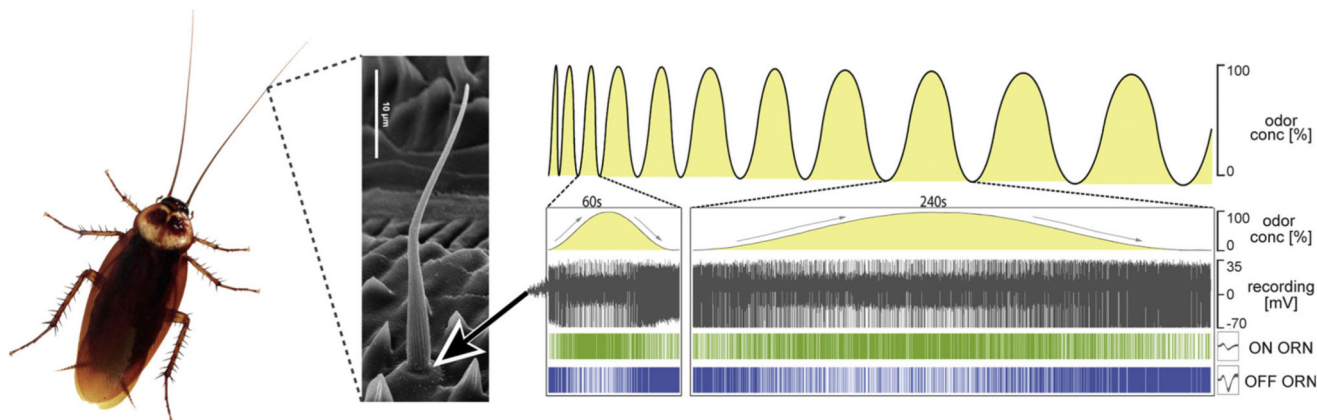 10 µm
100
odor
conc [%]
0
60s
240s
100
odor
conc [%]
0
35
recording
0
[mV]
-70
ON ORN
OFF ORN